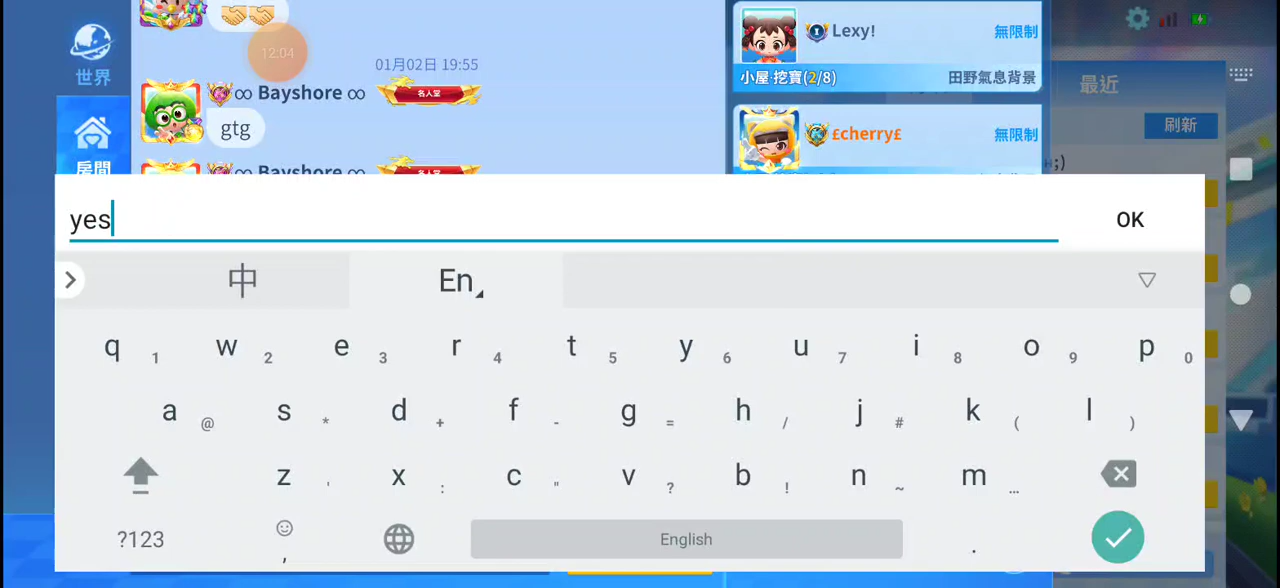 世界
12:04
01月02日 19:55
∞ Bayshore ∞
名人堂
gtg
房間
∞ Bayshore ∞
名人堂
Lexy!
無限制
小屋 挖寶(2/8)
田野氣息背景
£cherry£
無限制
最近
刷新
;)
yes
OK
中
En
q 1 w 2 e 3 r 4 t 5 y 6 u 7 i 8 o 9 p 0
a @ s * d + f - g = h / j # k ( l )
z ' x : c " v ? b ! n ~ m ...
?123 , English .